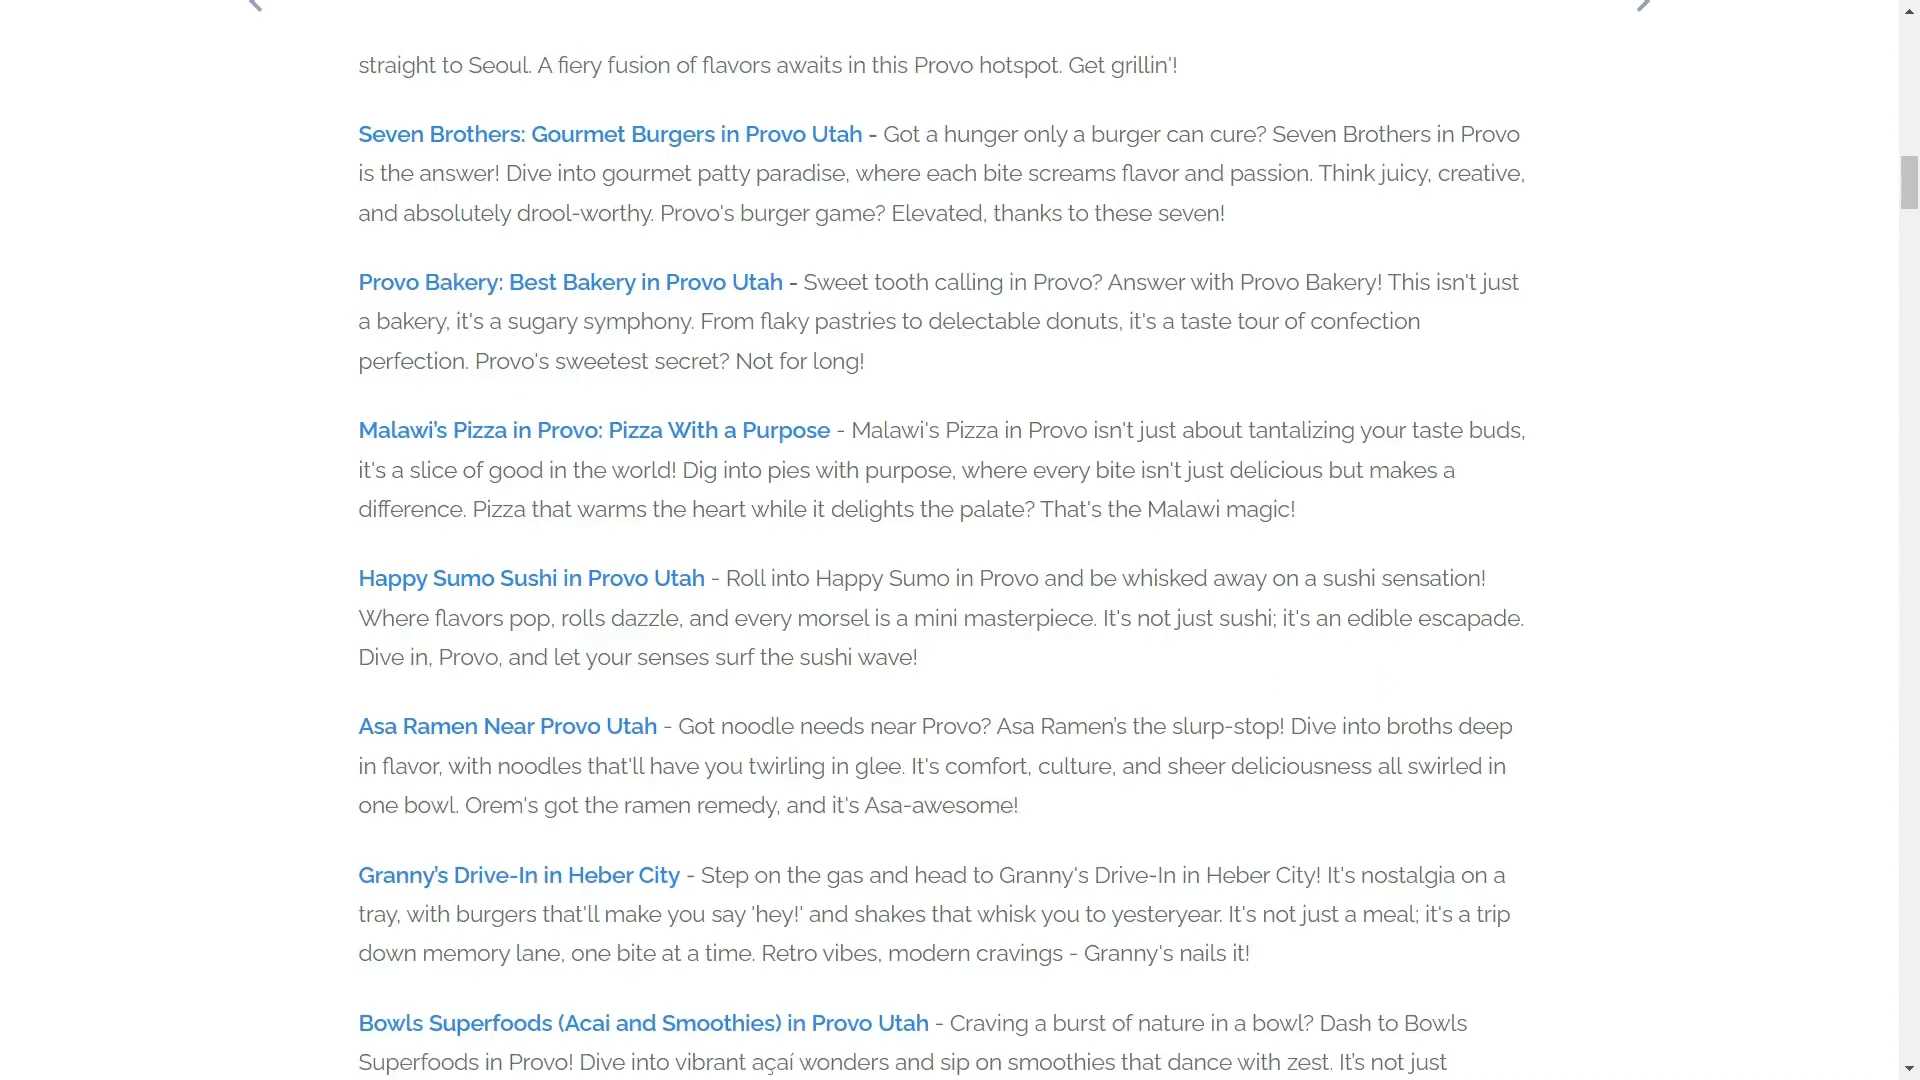 straight to Seoul. A fiery fusion of flavors awaits in this Provo hotspot. Get grillin'!
Seven Brothers: Gourmet Burgers in Provo Utah - Got a hunger only a burger can cure? Seven Brothers in Provo
is the answer! Dive into gourmet patty paradise, where each bite screams flavor and passion. Think juicy, creative,
and absolutely drool-worthy. Provo's burger game? Elevated, thanks to these seven!
Provo Bakery: Best Bakery in Provo Utah - Sweet tooth calling in Provo? Answer with Provo Bakery! This isn't just
a bakery, it's a sugary symphony. From flaky pastries to delectable donuts, it's a taste tour of confection
perfection. Provo's sweetest secret? Not for long!
Malawi’s Pizza in Provo: Pizza With a Purpose - Malawi's Pizza in Provo isn't just about tantalizing your taste buds,
it's a slice of good in the world! Dig into pies with purpose, where every bite isn't just delicious but makes a
difference. Pizza that warms the heart while it delights the palate? That's the Malawi magic!
Happy Sumo Sushi in Provo Utah - Roll into Happy Sumo in Provo and be whisked away on a sushi sensation!
Where flavors pop, rolls dazzle, and every morsel is a mini masterpiece. It's not just sushi; it's an edible escapade.
Dive in, Provo, and let your senses surf the sushi wave!
Asa Ramen Near Provo Utah - Got noodle needs near Provo? Asa Ramen’s the slurp-stop! Dive into broths deep
in flavor, with noodles that'll have you twirling in glee. It's comfort, culture, and sheer deliciousness all swirled in
one bowl. Orem's got the ramen remedy, and it's Asa-awesome!
Granny’s Drive-In in Heber City - Step on the gas and head to Granny's Drive-In in Heber City! It's nostalgia on a
tray, with burgers that'll make you say 'hey!' and shakes that whisk you to yesteryear. It's not just a meal; it's a trip
down memory lane, one bite at a time. Retro vibes, modern cravings - Granny's nails it!
Bowls Superfoods (Acai and Smoothies) in Provo Utah - Craving a burst of nature in a bowl? Dash to Bowls
Superfoods in Provo! Dive into vibrant açaí wonders and sip on smoothies that dance with zest. It’s not just